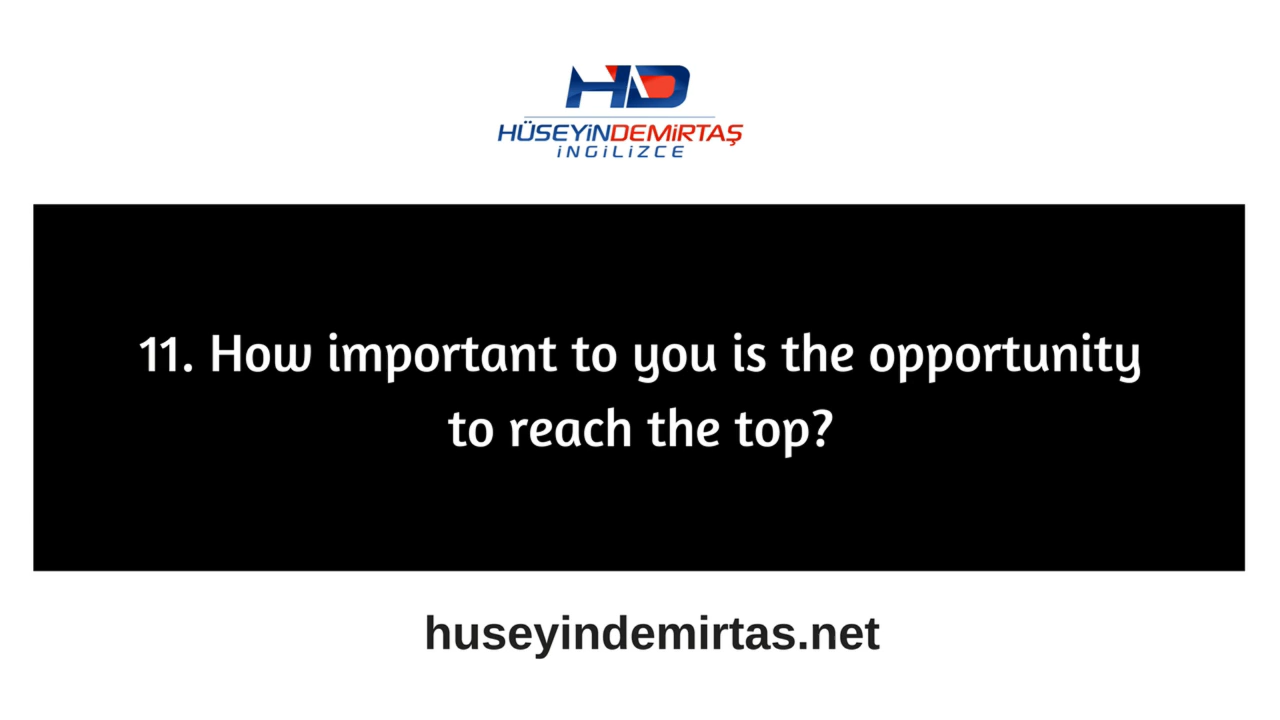 HD
HÜSEYİNDEMİRTAŞ
İNGİLİZCE
11. How important to you is the opportunity
to reach the top?
huseyindemirtas.net